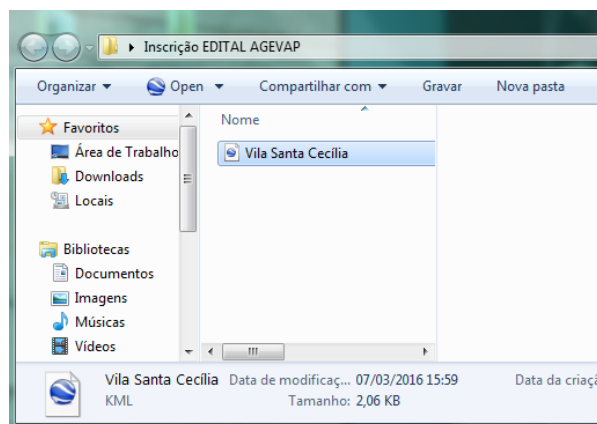 Inscrição EDITAL AGEVAP
Organizar Open Compartilhar com Gravar Nova pasta
Favoritos
Área de Trabalho
Downloads
Locais
Bibliotecas
Documentos
Imagens
Músicas
Vídeos
Nome
Vila Santa Cecília
Vila Santa Cecília Data de modificaç... 07/03/2016 15:59 Data da criaç
KML Tamanho: 2,06 KB